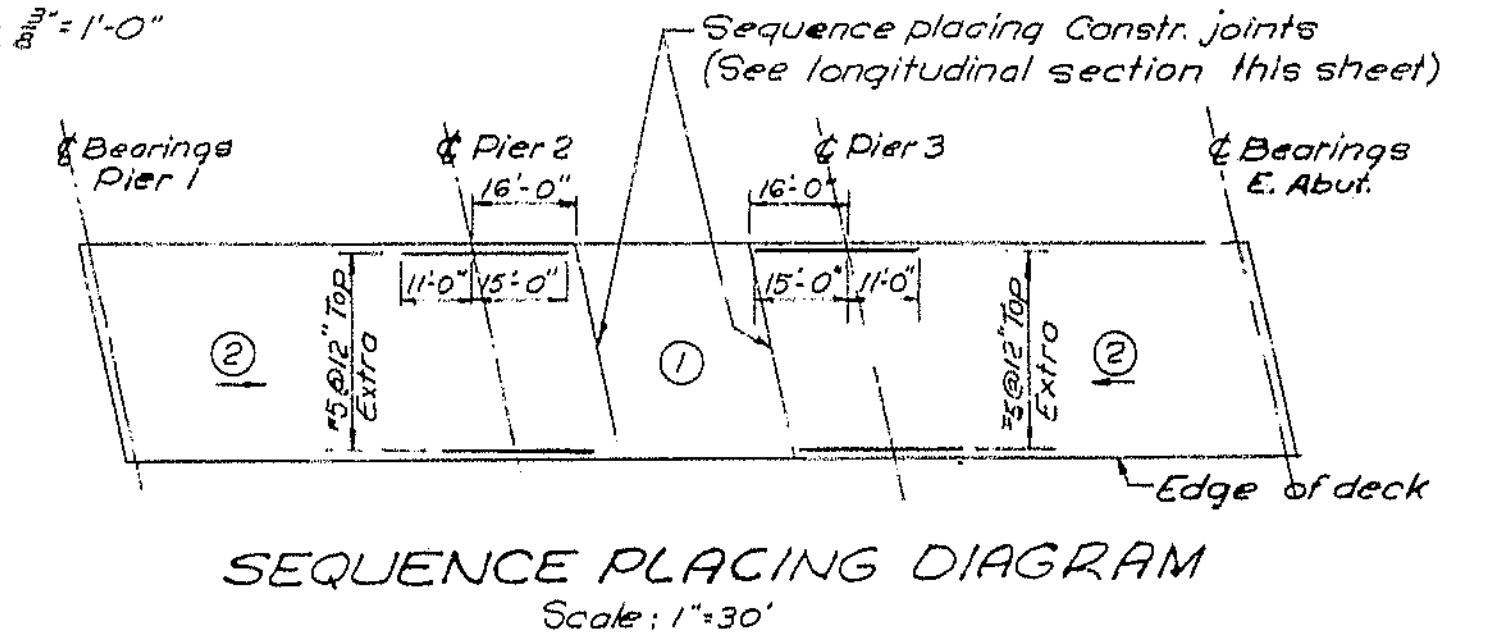 3/8"=1'-0"
Sequence placing Constr. joints
(See longitudinal section this sheet)
℄ Bearings
Pier 1
℄ Pier 2
℄ Pier 3
℄ Bearings
E. Abut.
16'-0"
16'-0"
11'-0"
15'-0"
15'-0"
11'-0"
#5@12" Top
Extra
#5@12" Top
Extra
2
1
2
Edge of deck
SEQUENCE PLACING DIAGRAM
Scale: 1"=30'